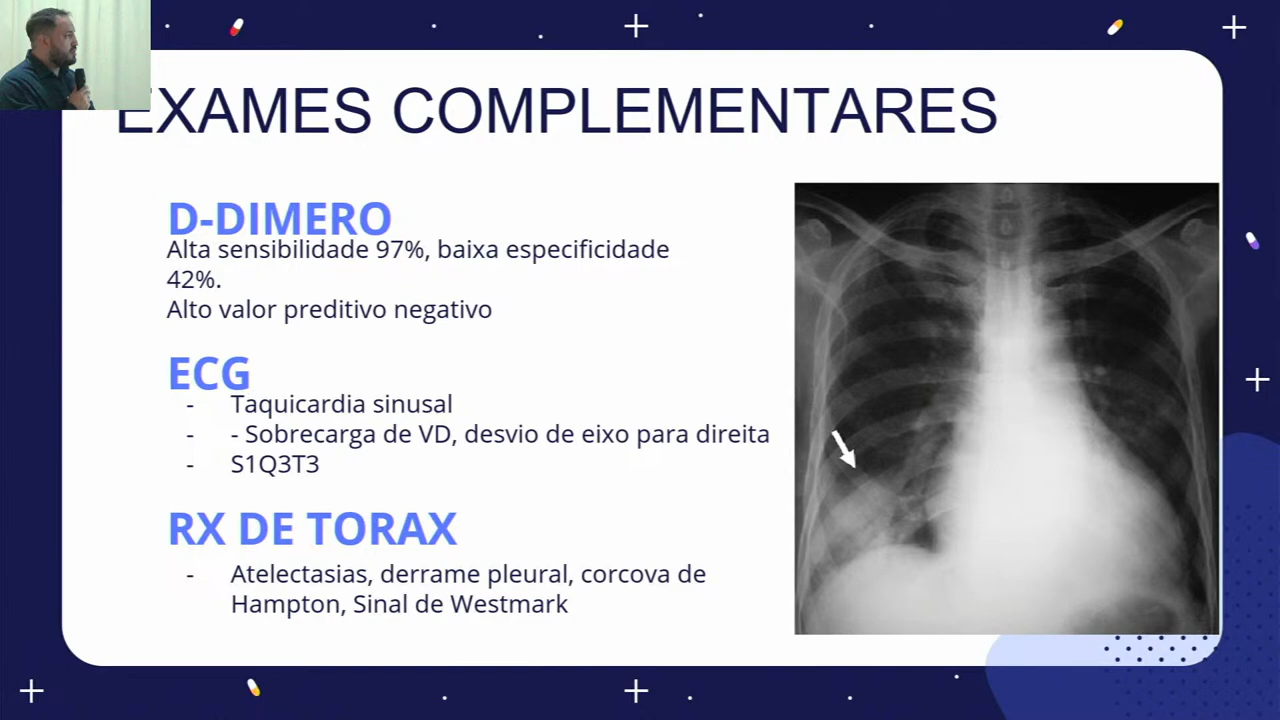 EXAMES COMPLEMENTARES
D-DIMERO
Alta sensibilidade 97%, baixa especificidade
42%.
Alto valor preditivo negativo
ECG
- Taquicardia sinusal
- - Sobrecarga de VD, desvio de eixo para direita
- S1Q3T3
RX DE TORAX
- Atelectasias, derrame pleural, corcova de
Hampton, Sinal de Westmark